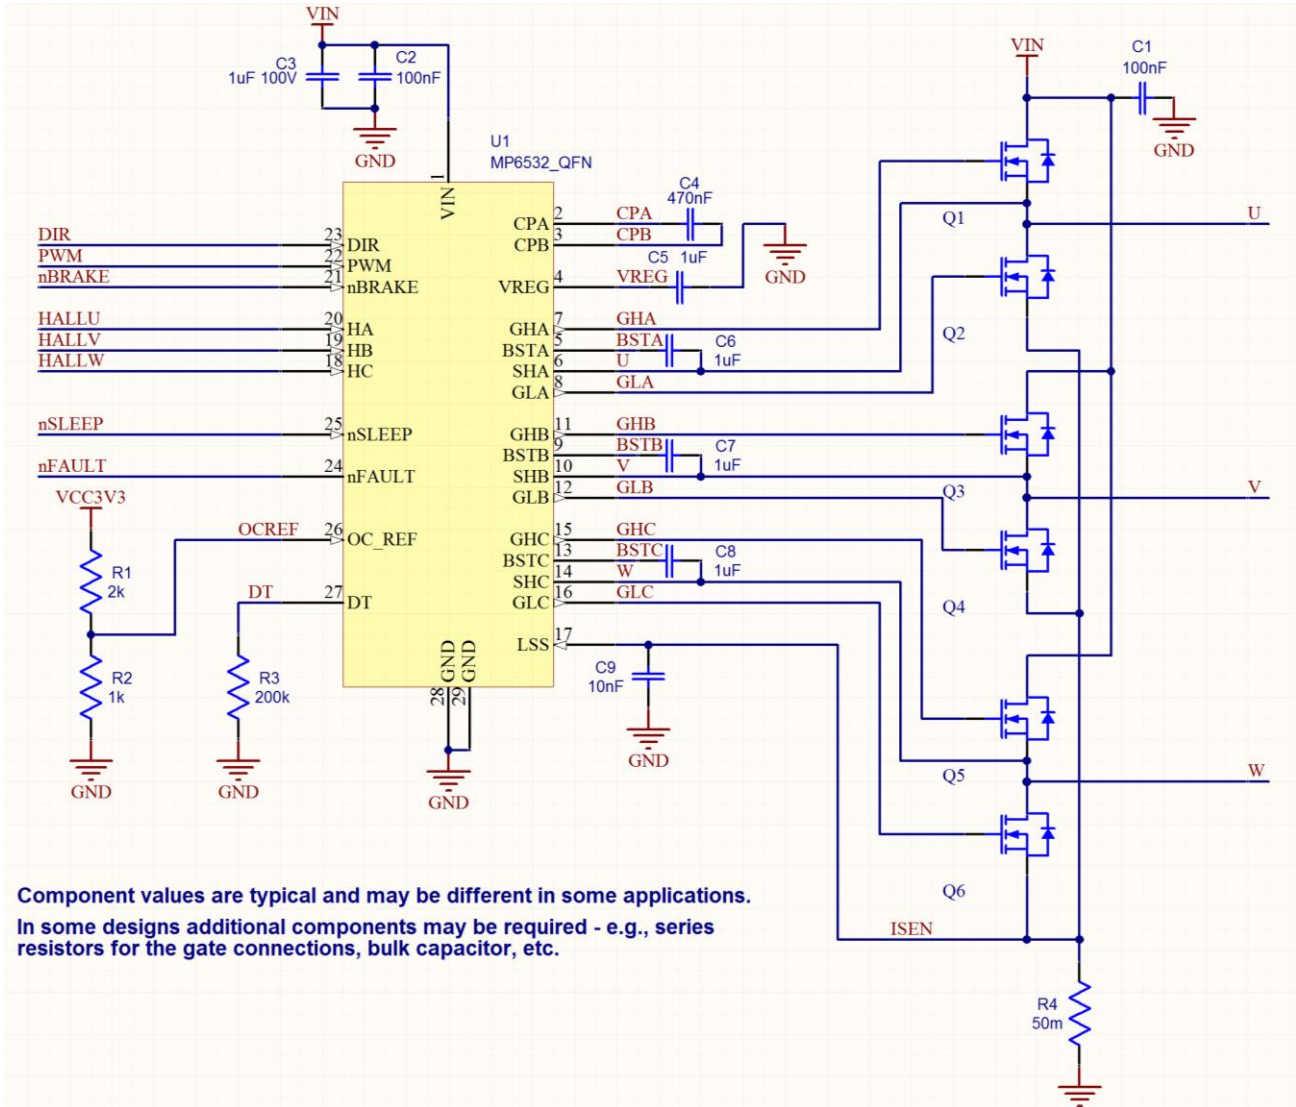 VIN
C3
1uF 100V
C2
100nF
GND
U1
MP6532_QFN
1
VIN
VIN
C1
100nF
GND
DIR
23
DIR
PWM
22
PWM
nBRAKE
21
nBRAKE
HALLU
20
HA
HALLV
19
HB
HALLW
18
HC
nSLEEP
25
nSLEEP
nFAULT
24
nFAULT
VCC3V3
OCREF
26
OC_REF
R1
2k
DT
27
DT
R2
1k
R3
200k
GND
GND
CPA
2
CPA
C4
470nF
CPB
3
CPB
C5
1uF
VREG
4
VREG
GND
GHA
7
GHA
BSTA
5
BSTA
C6
1uF
SHA
6
U
GLA
8
GLA
GHB
11
GHB
BSTB
9
BSTB
C7
1uF
SHB
10
V
GLB
12
GLB
GHC
15
GHC
BSTC
13
BSTC
C8
1uF
SHC
14
W
GLC
16
GLC
LSS
17
C9
10nF
GND
GND
GND
28
29
GND
Q1
U
Q2
Q3
V
Q4
Q5
W
Q6
ISEN
R4
50m
Component values are typical and may be different in some applications.
In some designs additional components may be required - e.g., series
resistors for the gate connections, bulk capacitor, etc.